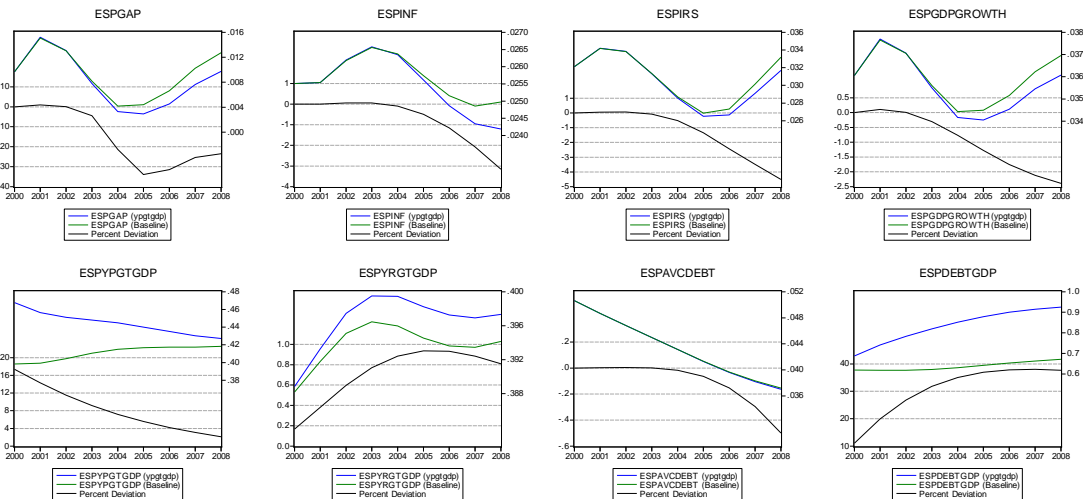 ESPGAP
ESPINF
ESPIRS
ESPGDPGROWTH
.016
.012
.008
.004
.000
10
0
10
20
30
40
2000 2001 2002 2003 2004 2005 2006 2007 2008
ESPGAP (ypgtgdp)
ESPGAP (Baseline)
Percent Deviation
.0270
.0265
.0260
.0255
.0250
.0245
.0240
1
0
-1
-2
-3
-4
2000 2001 2002 2003 2004 2005 2006 2007 2008
ESPINF (ypgtgdp)
ESPINF (Baseline)
Percent Deviation
.036
.034
.032
.030
.028
.026
1
0
-1
-2
-3
-4
-5
2000 2001 2002 2003 2004 2005 2006 2007 2008
ESPIRS (ypgtgdp)
ESPIRS (Baseline)
Percent Deviation
.038
.037
.036
.035
.034
0.5
0.0
-0.5
-1.0
-1.5
-2.0
-2.5
2000 2001 2002 2003 2004 2005 2006 2007 2008
ESPGDPGROWTH (ypgtgdp)
ESPGDPGROWTH (Baseline)
Percent Deviation
ESPYPGTGDP
ESPYRGTGDP
ESPAVCDEBT
ESPDEBTGDP
.48
.46
.44
.42
.40
.38
20
16
12
8
4
0
2000 2001 2002 2003 2004 2005 2006 2007 2008
ESPYPGTGDP (ypgtgdp)
ESPYPGTGDP (Baseline)
Percent Deviation
.400
.396
.392
.388
1.0
0.8
0.6
0.4
0.2
0.0
2000 2001 2002 2003 2004 2005 2006 2007 2008
ESPYRGTGDP (ypgtgdp)
ESPYRGTGDP (Baseline)
Percent Deviation
.052
.048
.044
.040
.036
.2
.0
-.2
-.4
-.6
2000 2001 2002 2003 2004 2005 2006 2007 2008
ESPAVCDEBT (ypgtgdp)
ESPAVCDEBT (Baseline)
Percent Deviation
1.0
0.9
0.8
0.7
0.6
40
30
20
10
2000 2001 2002 2003 2004 2005 2006 2007 2008
ESPDEBTGDP (ypgtgdp)
ESPDEBTGDP (Baseline)
Percent Deviation